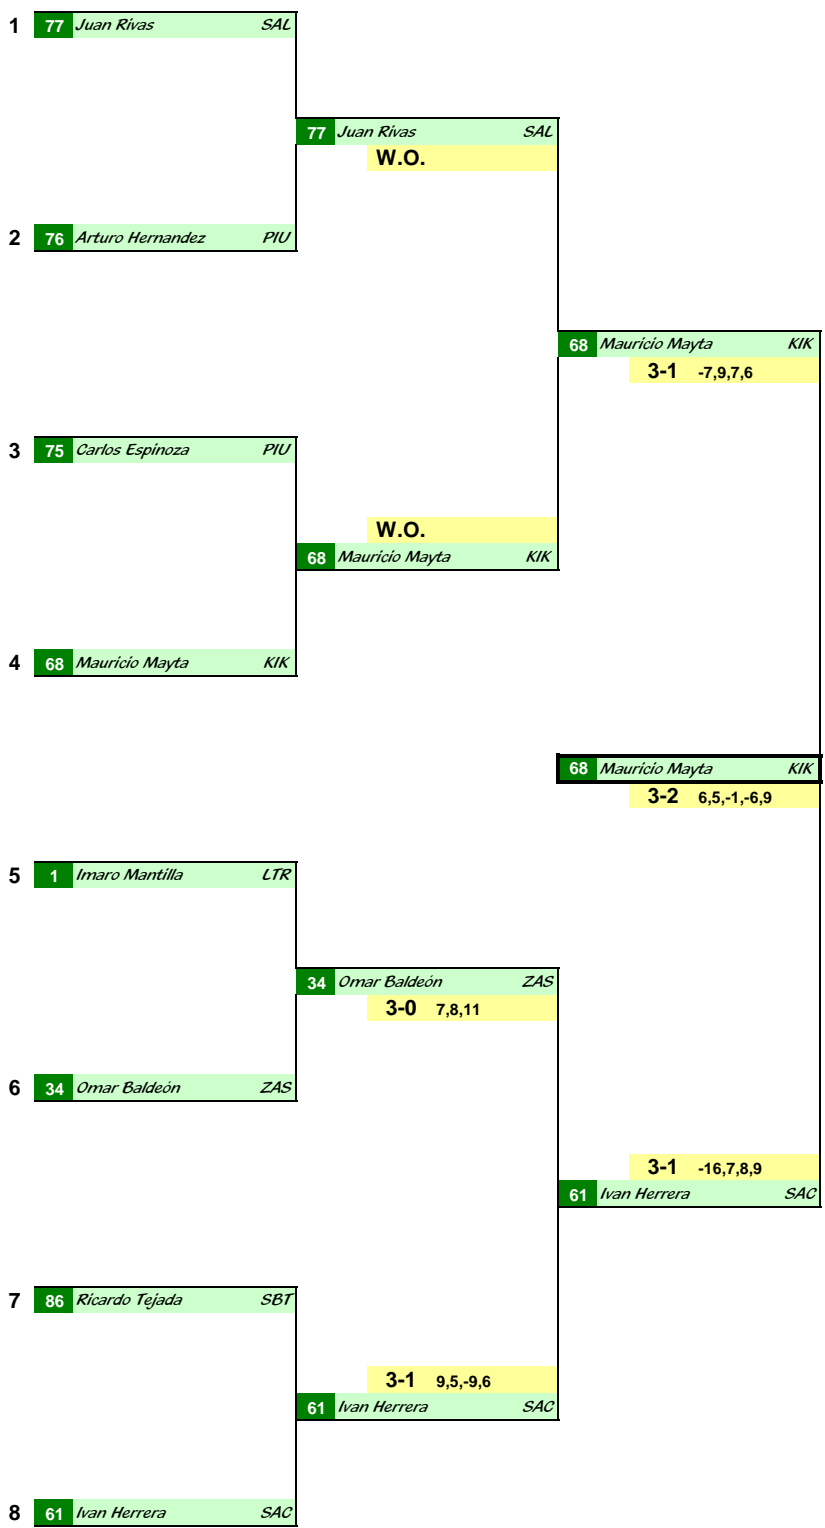 1 77 Juan Rivas SAL
77 Juan Rivas SAL
W.O.
2 76 Arturo Hernandez PIU
68 Mauricio Mayta KIK
3-1 -7,9,7,6
3 75 Carlos Espinoza PIU
W.O.
68 Mauricio Mayta KIK
4 68 Mauricio Mayta KIK
68 Mauricio Mayta KIK
3-2 6,5,-1,-6,9
5 1 Imaro Mantilla LTR
34 Omar Baldeón ZAS
3-0 7,8,11
6 34 Omar Baldeón ZAS
3-1 -16,7,8,9
61 Ivan Herrera SAC
7 86 Ricardo Tejada SBT
3-1 9,5,-9,6
61 Ivan Herrera SAC
8 61 Ivan Herrera SAC